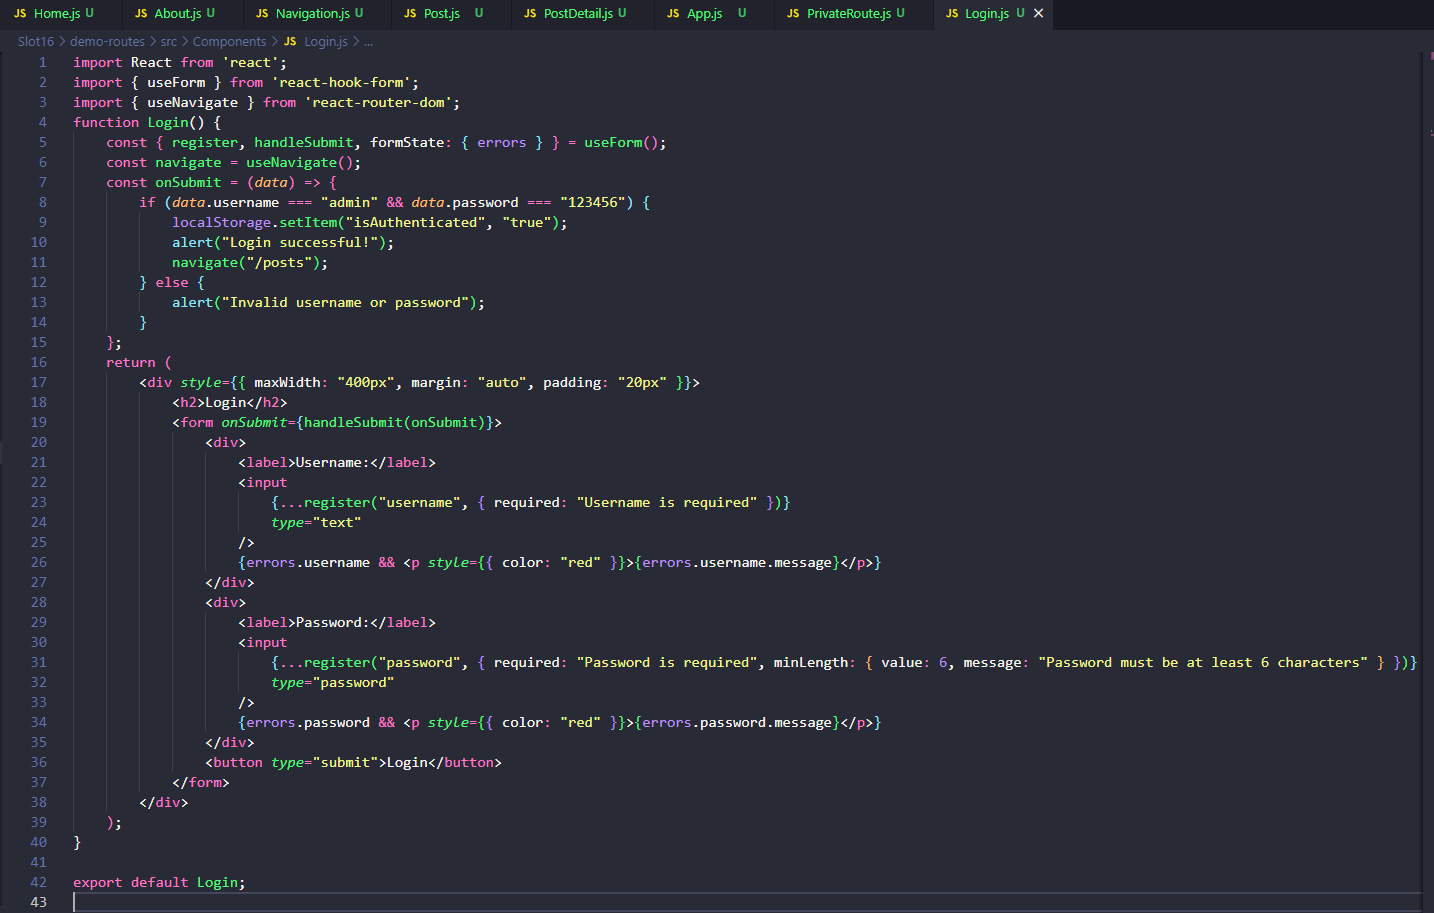 JS Home.js U JS About.js U JS Navigation.js U JS Post.js U JS PostDetail.js U JS App.js U JS PrivateRoute.js U JS Login.js U ×
Slot16 > demo-routes > src > Components > JS Login.js > ...
1 import React from 'react';
2 import { useForm } from 'react-hook-form';
3 import { useNavigate } from 'react-router-dom';
4 function Login() {
5     const { register, handleSubmit, formState: { errors } } = useForm();
6     const navigate = useNavigate();
7     const onSubmit = (data) => {
8         if (data.username === "admin" && data.password === "123456") {
9             localStorage.setItem("isAuthenticated", "true");
10             alert("Login successful!");
11             navigate("/posts");
12         } else {
13             alert("Invalid username or password");
14         }
15     };
16     return (
17         <div style={{ maxWidth: "400px", margin: "auto", padding: "20px" }}>
18             <h2>Login</h2>
19             <form onSubmit={handleSubmit(onSubmit)}>
20                 <div>
21                     <label>Username:</label>
22                     <input
23                         {...register("username", { required: "Username is required" })}
24                         type="text"
25                     />
26                     {errors.username && <p style={{ color: "red" }}>{errors.username.message}</p>}
27                 </div>
28                 <div>
29                     <label>Password:</label>
30                     <input
31                         {...register("password", { required: "Password is required", minLength: { value: 6, message: "Password must be at least 6 characters" } })}
32                         type="password"
33                     />
34                     {errors.password && <p style={{ color: "red" }}>{errors.password.message}</p>}
35                 </div>
36                 <button type="submit">Login</button>
37             </form>
38         </div>
39     );
40 }
41
42 export default Login;
43